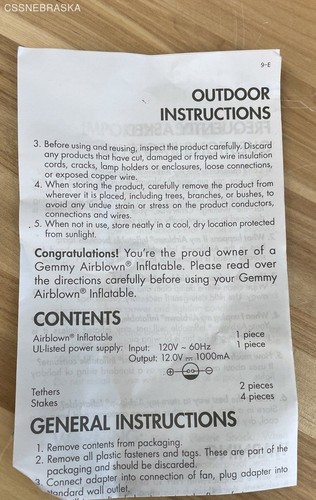 CSSNEBRASKA
9-E
OUTDOOR
INSTRUCTIONS
3. Before using and reusing, inspect the product carefully. Discard
any products that have cut, damaged or frayed wire insulation
cords, cracks, lamp holders or enclosures, loose connections,
or exposed copper wire.
4. When storing the product, carefully remove the product from
wherever it is placed, including trees, branches, or bushes, to
avoid any undue strain or stress on the product conductors,
connections and wires.
5. When not in use, store neatly in a cool, dry location protected
from sunlight.
Congratulations! You're the proud owner of a
Gemmy Airblown® Inflatable. Please read over
the directions carefully before using your Gemmy
Airblown® Inflatable.
CONTENTS
Airblown® Inflatable 1 piece
UL-listed power supply: Input: 120V ~ 60Hz 1 piece
Output: 12.0V ⎓ 1000mA
Tethers 2 pieces
Stakes 4 pieces
GENERAL INSTRUCTIONS
1. Remove contents from packaging.
2. Remove all plastic fasteners and tags. These are part of the
packaging and should be discarded.
3. Connect adapter into connection of fan, plug adapter into
standard wall outlet.